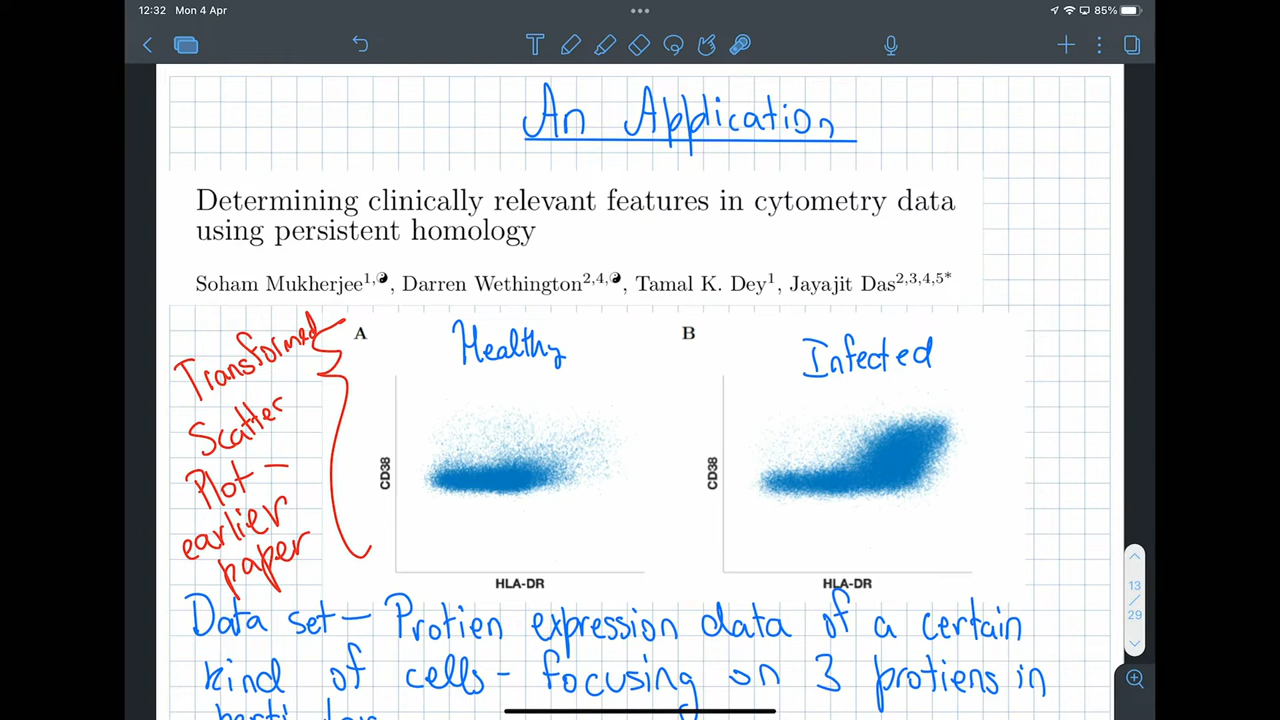 12:32 Mon 4 Apr
85%
An Application
Determining clinically relevant features in cytometry data
using persistent homology
Soham Mukherjee1,☯, Darren Wethington2,4,☯, Tamal K. Dey1, Jayajit Das2,3,4,5*
Transformed
Scatter
Plot –
earlier
paper
A
Healthy
CD38
HLA-DR
B
Infected
CD38
HLA-DR
13
/
29
Data set – Protien expression data of a certain
kind of cells – focusing on 3 protiens in